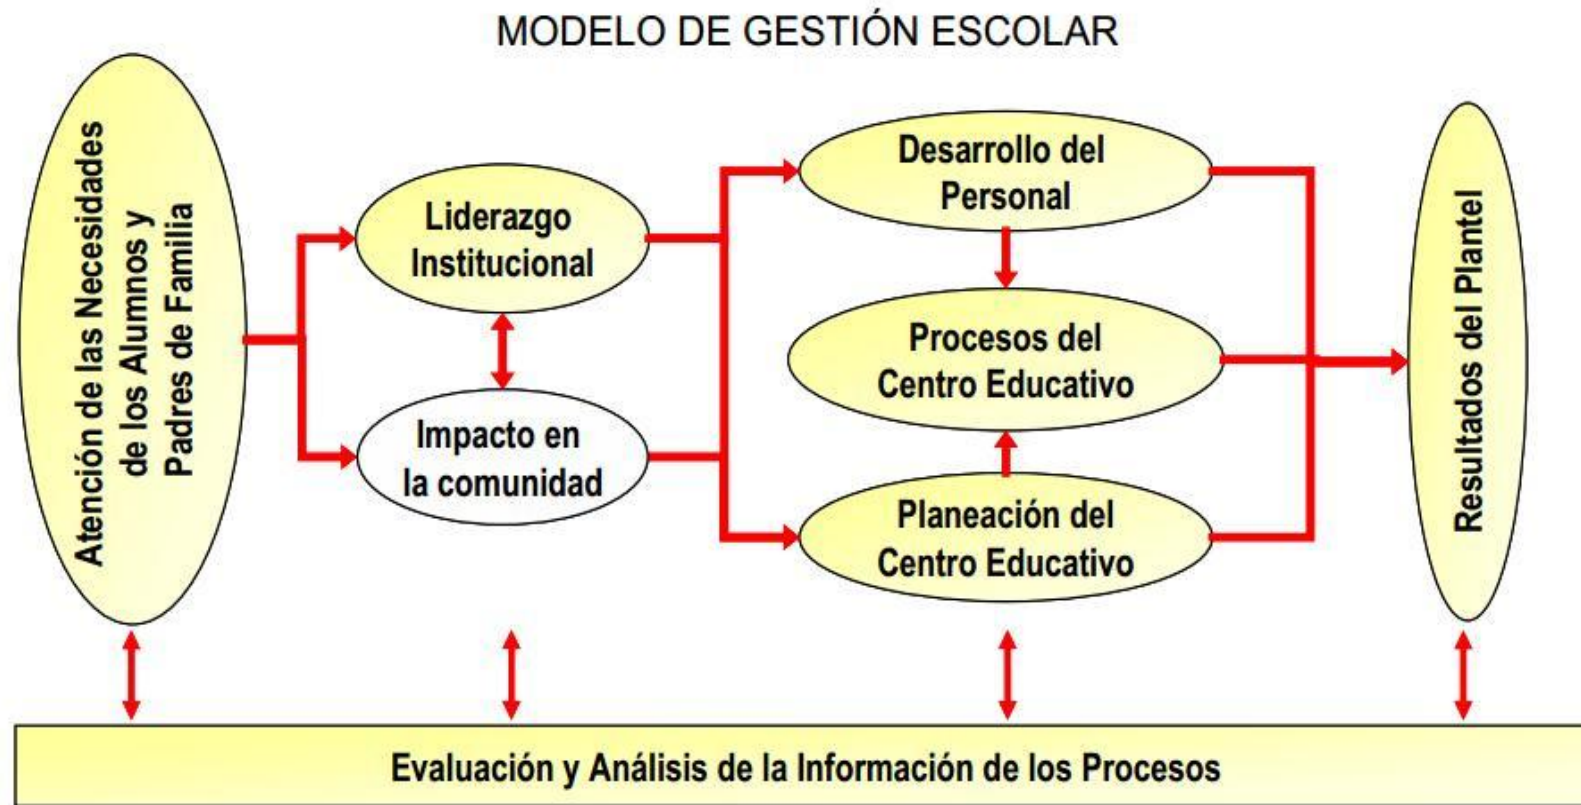 MODELO DE GESTIÓN ESCOLAR
Atención de las Necesidades
de los Alumnos y
Padres de Familia
Liderazgo
Institucional
Impacto en
la comunidad
Desarrollo del
Personal
Procesos del
Centro Educativo
Planeación del
Centro Educativo
Resultados del Plantel
Evaluación y Análisis de la Información de los Procesos